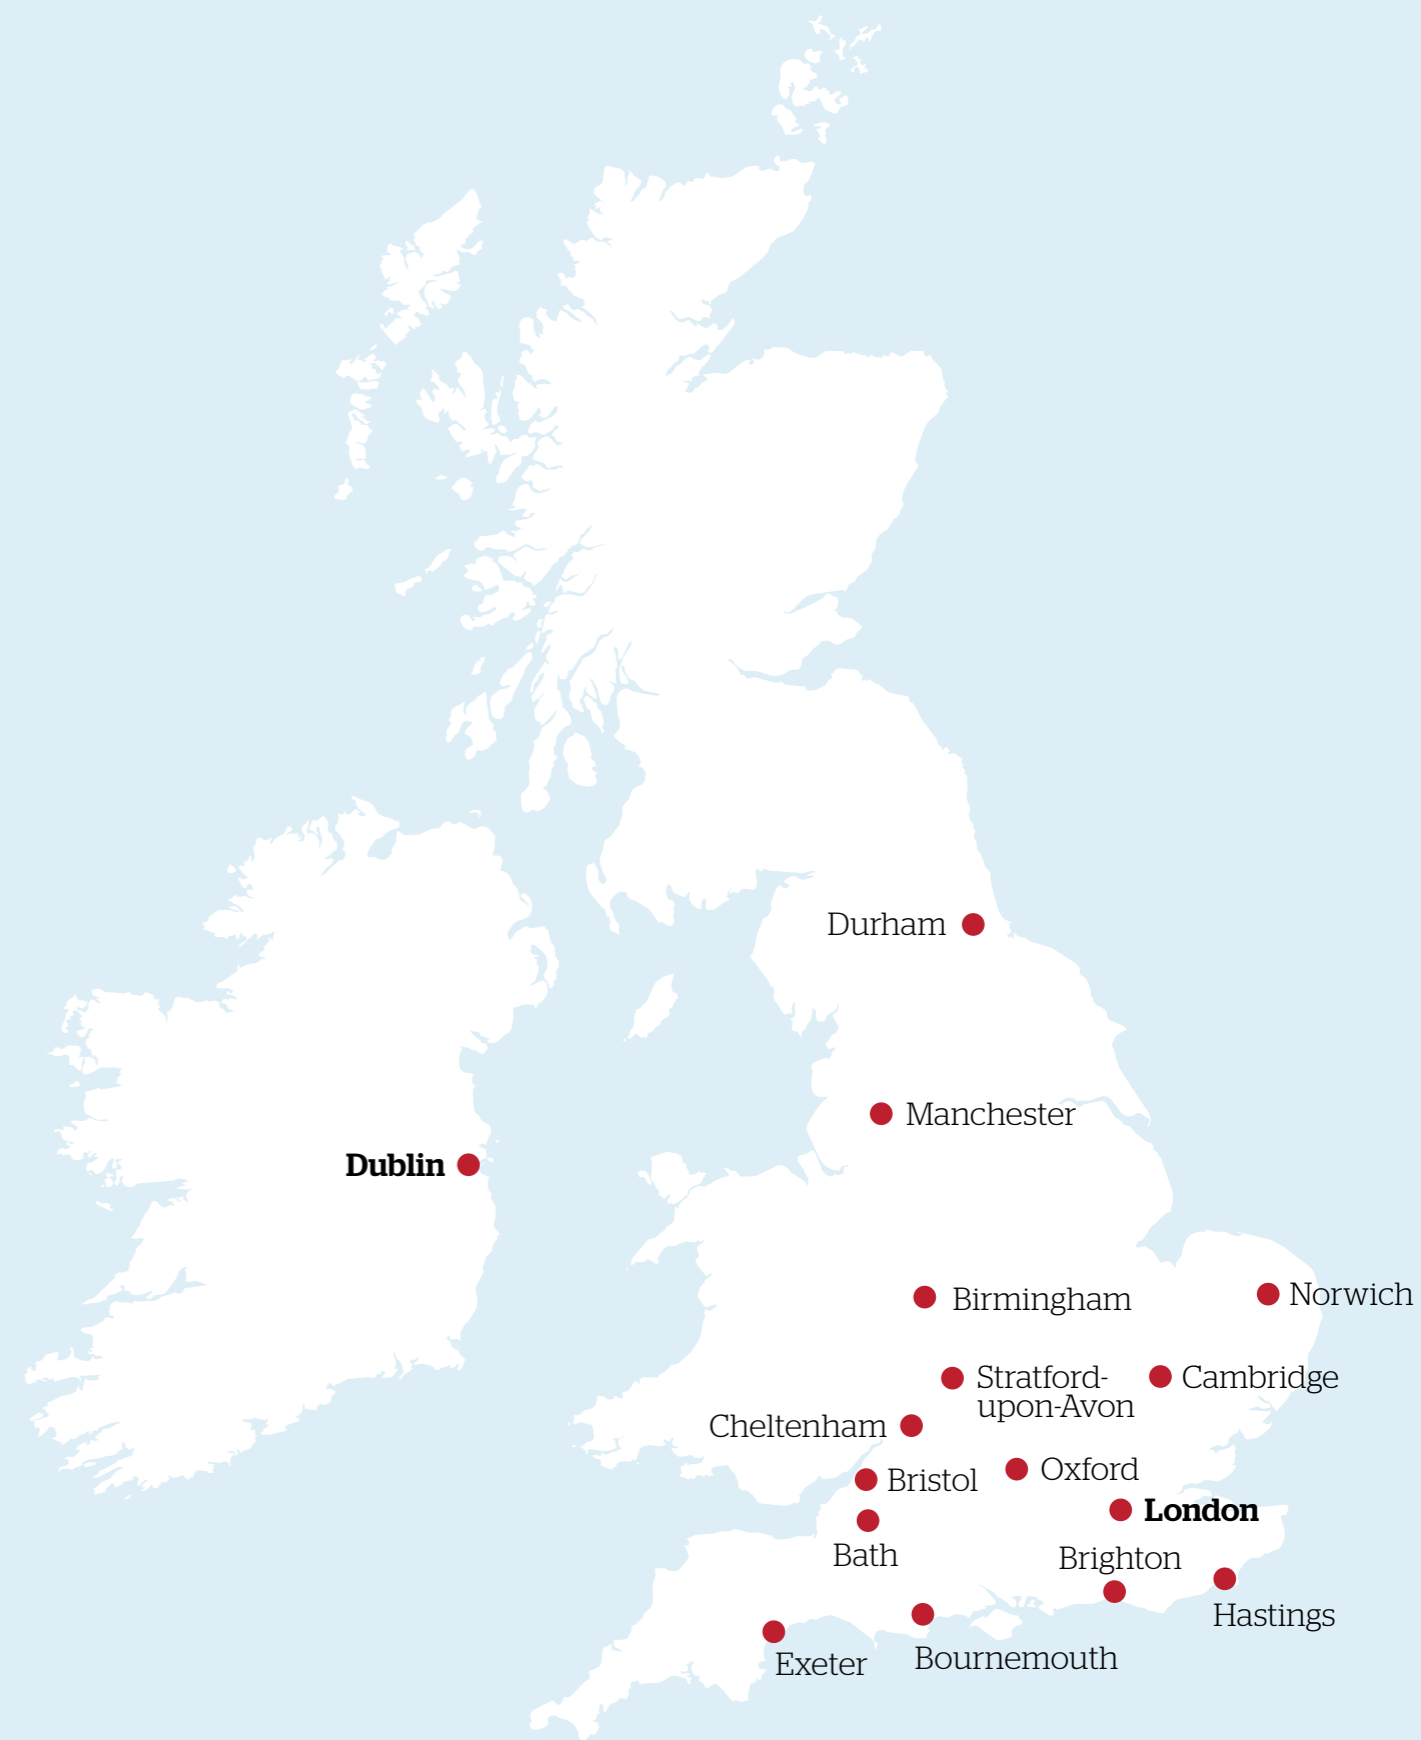 Durham
Manchester
Dublin
Birmingham
Norwich
Stratford-
upon-Avon
Cambridge
Cheltenham
Oxford
Bristol
London
Bath
Brighton
Hastings
Exeter
Bournemouth